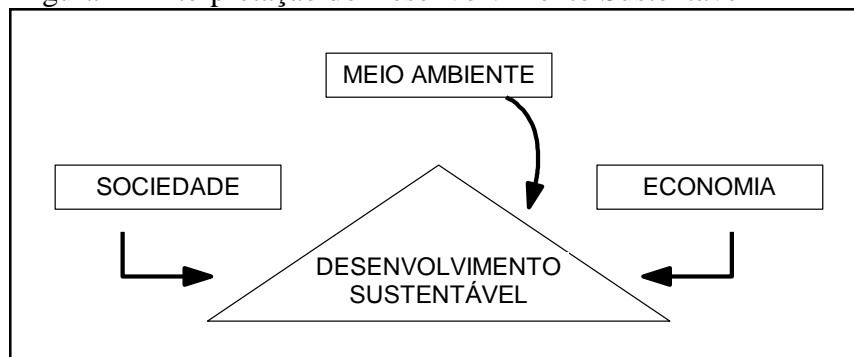 MEIO AMBIENTE
SOCIEDADE
ECONOMIA
DESENVOLVIMENTO
SUSTENTÁVEL